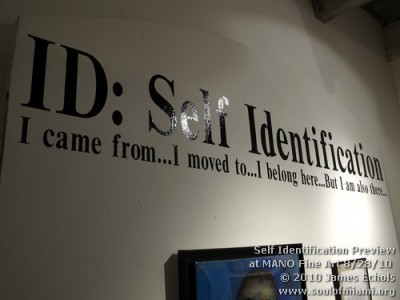 ID: Self Identification
I came from...I moved to...I belong here...But I am also there...
Self Identification Preview
at MANO Fine Art 8/28/10
© 2010 James Echols
www.soulofmiami.org